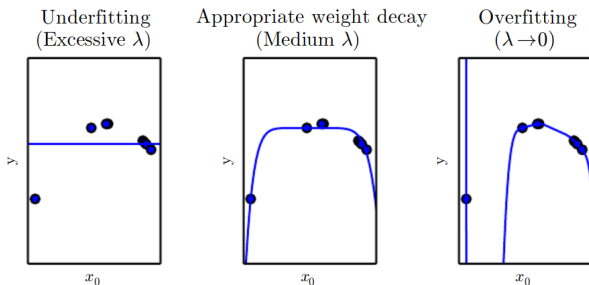 Underfitting
(Excessive λ)
Appropriate weight decay
(Medium λ)
Overfitting
(λ→0)
y
x₀
y
x₀
y
x₀